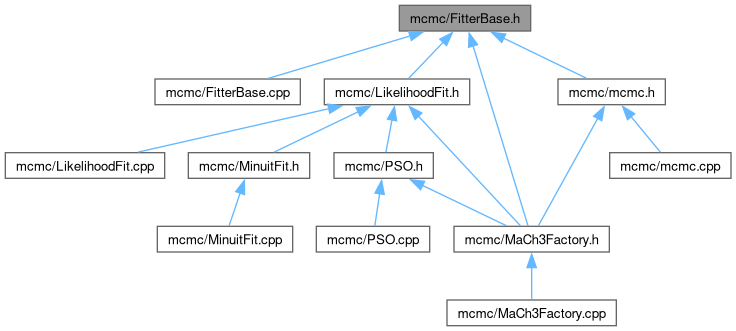 mcmc/FitterBase.h
mcmc/FitterBase.cpp
mcmc/LikelihoodFit.h
mcmc/mcmc.h
mcmc/LikelihoodFit.cpp
mcmc/MinuitFit.h
mcmc/PSO.h
mcmc/mcmc.cpp
mcmc/MinuitFit.cpp
mcmc/PSO.cpp
mcmc/MaCh3Factory.h
mcmc/MaCh3Factory.cpp